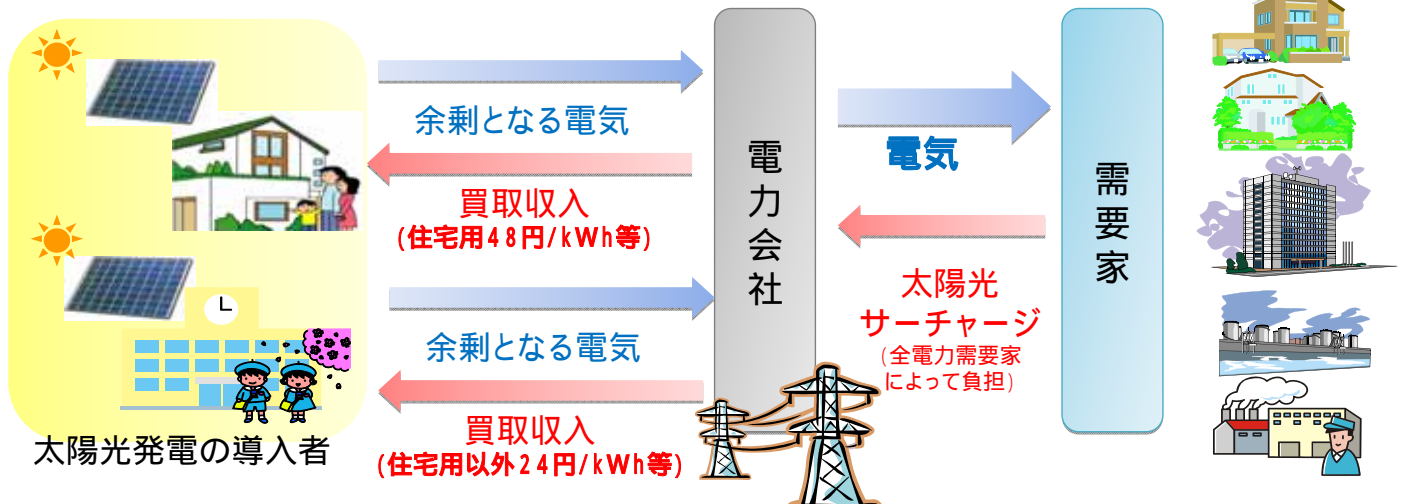 余剰となる電気
買取収入
(住宅用48円/kWh等)
余剰となる電気
買取収入
(住宅用以外24円/kWh等)
太陽光発電の導入者
電力会社
電気
太陽光
サーチャージ
(全電力需要家
によって負担)
需要家